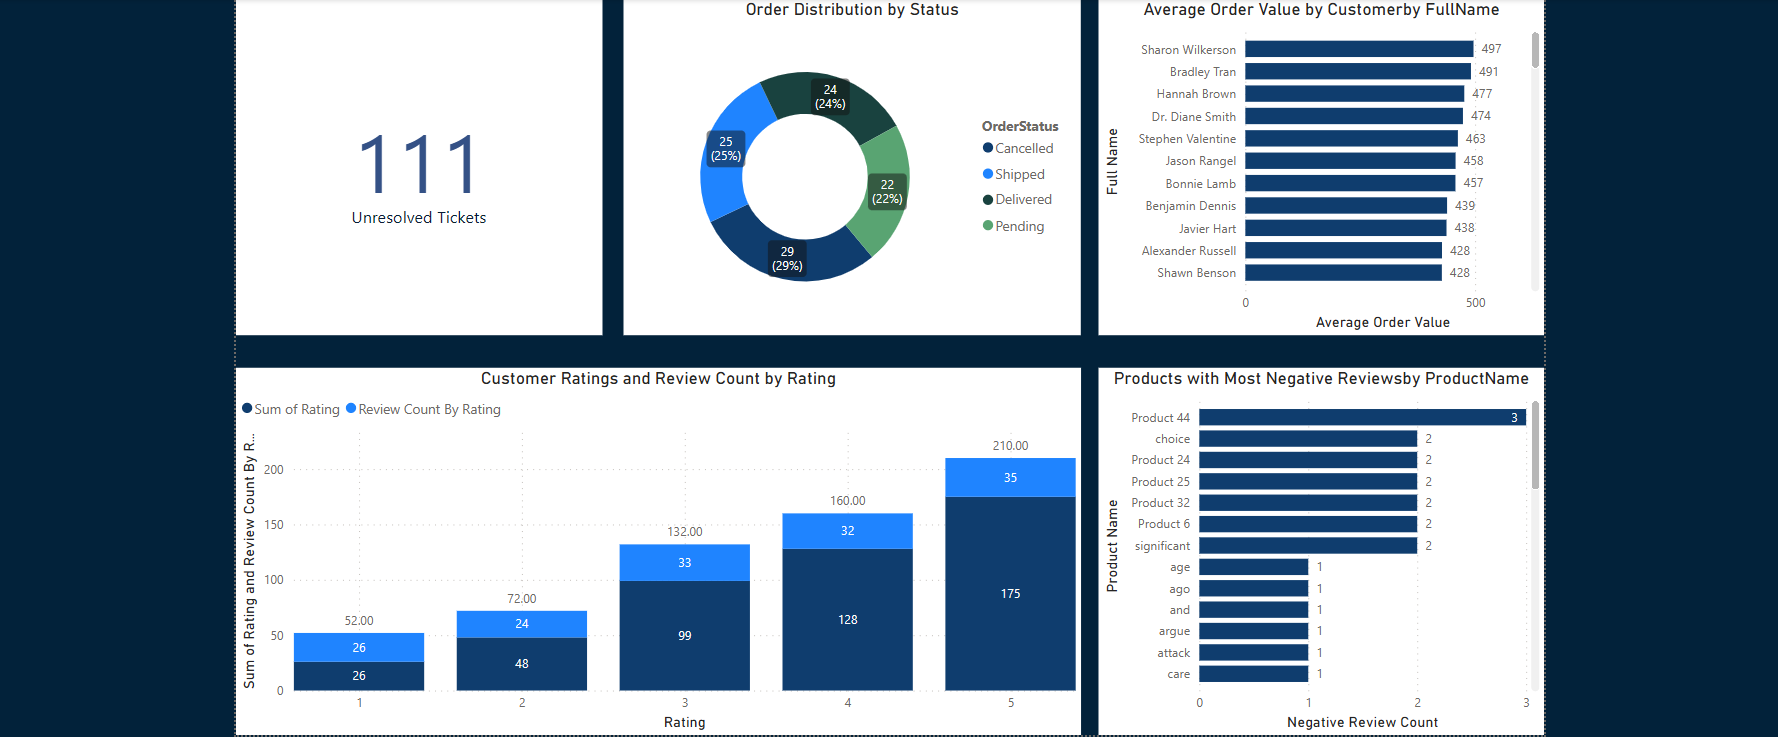 111
Unresolved Tickets
Order Distribution by Status
24
(24%)
25
(25%)
22
(22%)
29
(29%)
OrderStatus
Cancelled
Shipped
Delivered
Pending
Average Order Value by Customerby FullName
Full Name
Sharon Wilkerson 497
Bradley Tran 491
Hannah Brown 477
Dr. Diane Smith 474
Stephen Valentine 463
Jason Rangel 458
Bonnie Lamb 457
Benjamin Dennis 439
Javier Hart 438
Alexander Russell 428
Shawn Benson 428
0 500
Average Order Value
Customer Ratings and Review Count by Rating
Sum of Rating Review Count By Rating
Sum of Rating and Review Count By R...
200
150
100
50
0
52.00
26
26
72.00
24
48
132.00
33
99
160.00
32
128
210.00
35
175
1 2 3 4 5
Rating
Products with Most Negative Reviewsby ProductName
Product Name
Product 44 3
choice 2
Product 24 2
Product 25 2
Product 32 2
Product 6 2
significant 2
age 1
ago 1
and 1
argue 1
attack 1
care 1
0 1 2 3
Negative Review Count